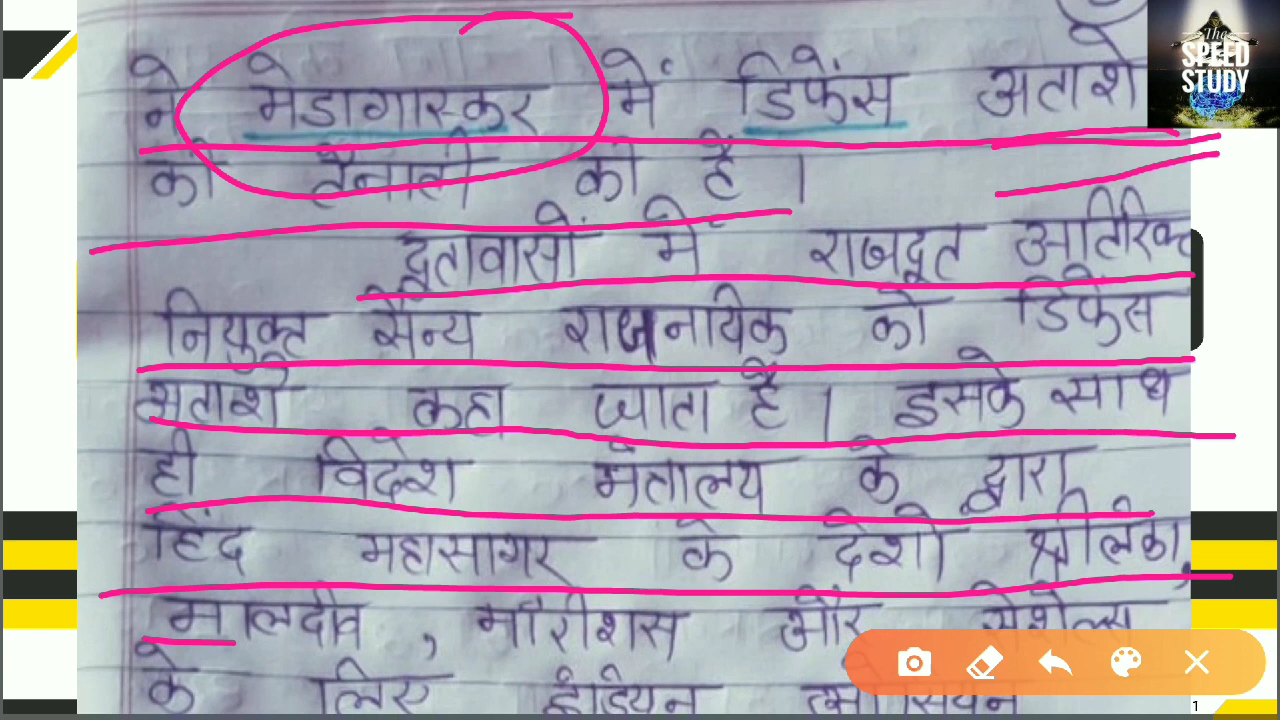 The
SPEED
STUDY
ने मेडागास्कर में डिफेंस अताशे
की तैनाती की है ।
दूतावासों में राजदूत अतिरिक्त
नियुक्त सैन्य राजनायिक को डिफेंस
अताशे कहा जाता है । इसके साथ
ही विदेश मंत्रालय के द्वारा
हिंद महासागर के देशों श्रीलंका,
मालदीव , मॉरीशस और सेशेल्स
के लिए इंडियन
1